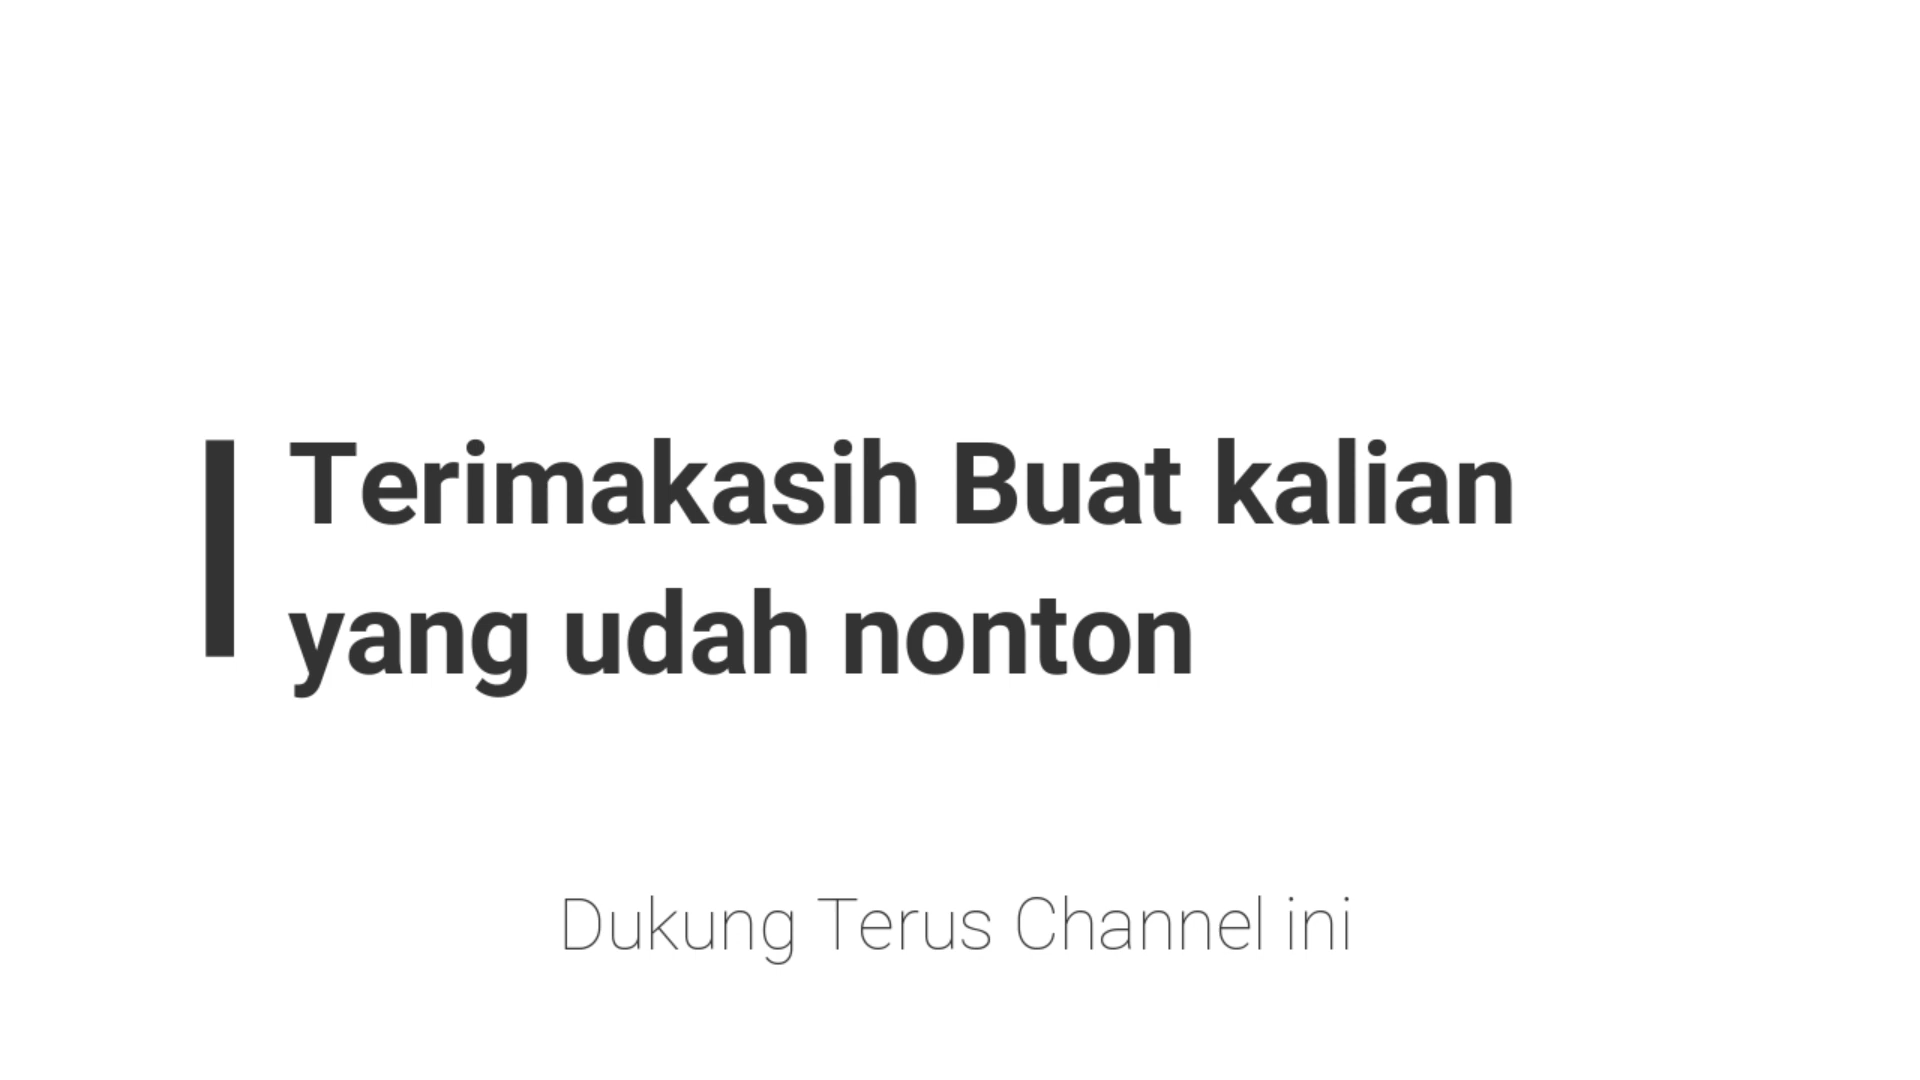 Terimakasih Buat kalian
yang udah nonton
Dukung Terus Channel ini